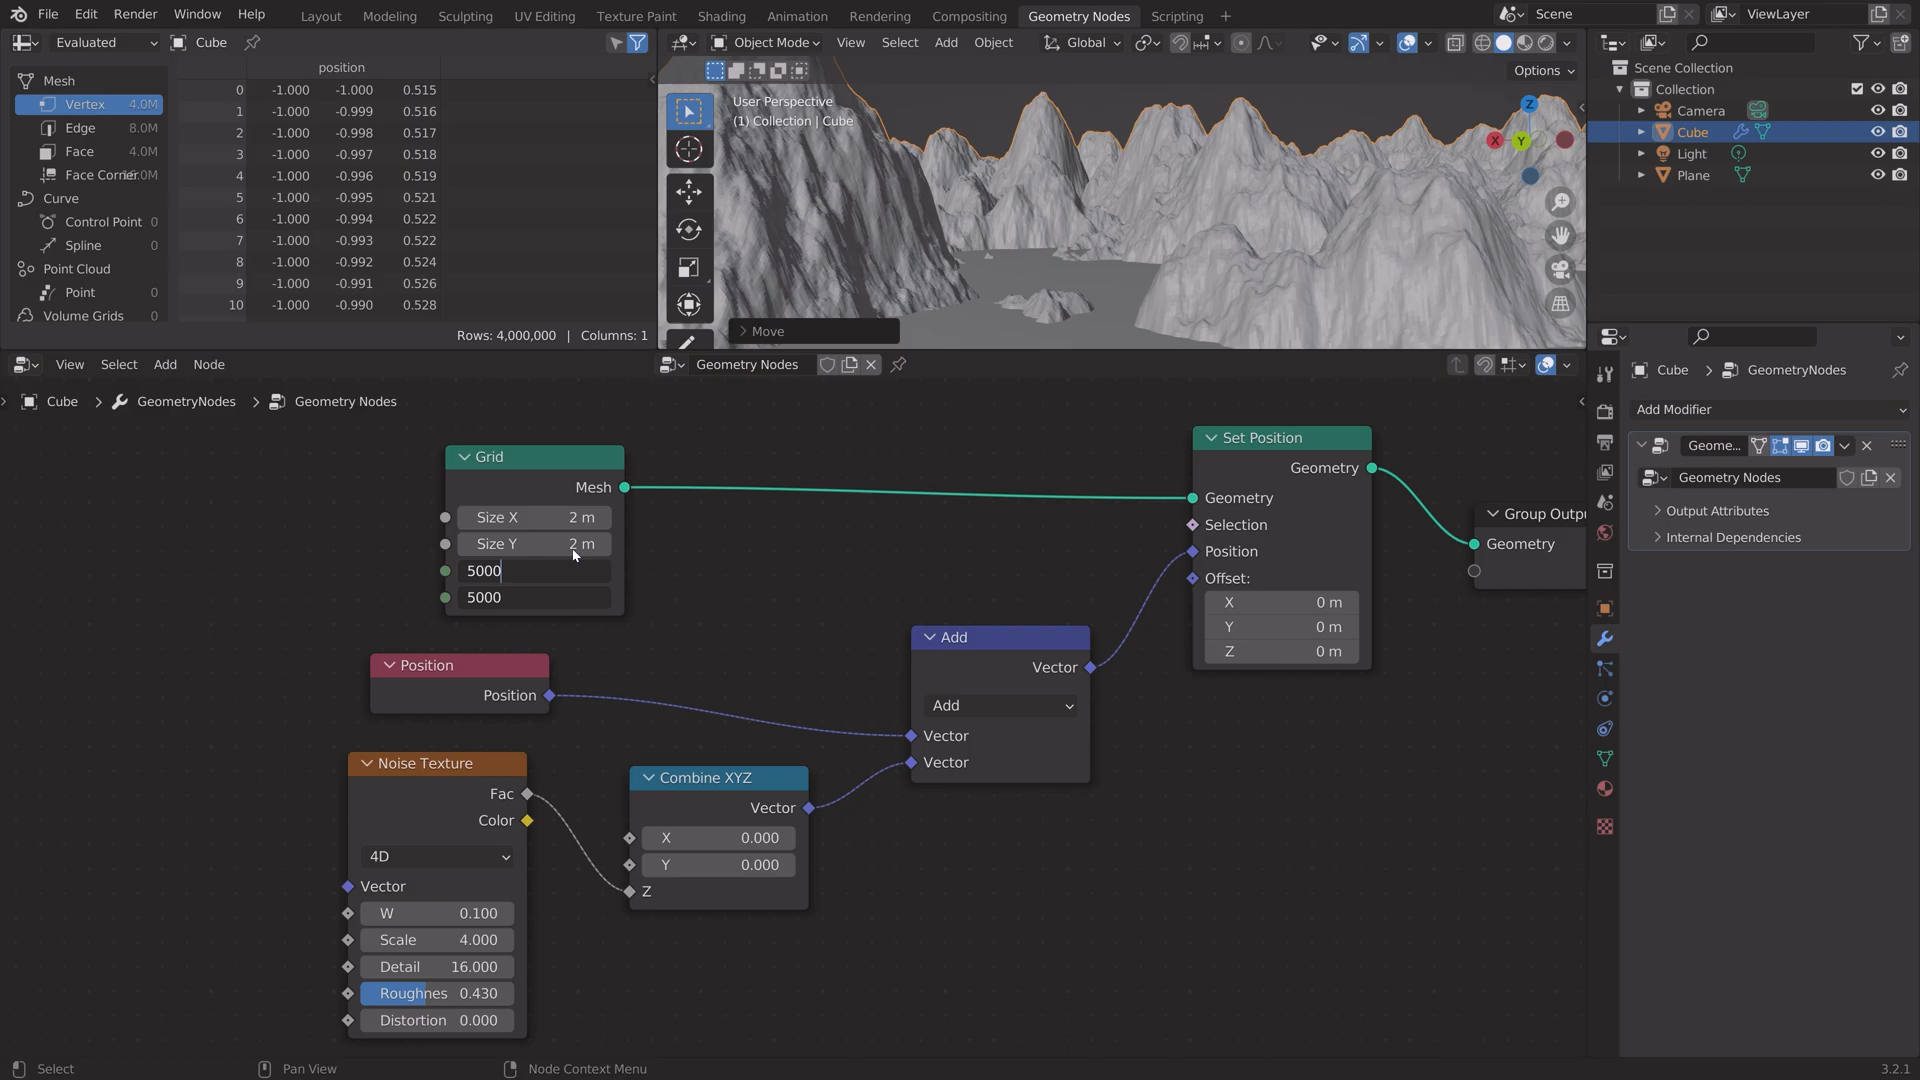 File Edit Render Window Help Layout Modeling Sculpting UV Editing Texture Paint Shading Animation Rendering Compositing Geometry Nodes Scripting + Scene ViewLayer
Evaluated Cube
Object Mode View Select Add Object Global
Options
position
Mesh
Vertex 4.0M
Edge 8.0M
Face 4.0M
Face Corne
Curve
Control Point 0
Spline 0
Point Cloud
Point 0
Volume Grids
0 -1.000 -1.000 0.515
1 -1.000 -0.999 0.516
2 -1.000 -0.998 0.517
3 -1.000 -0.997 0.518
4 -1.000 -0.996 0.519
5 -1.000 -0.995 0.521
6 -1.000 -0.994 0.522
7 -1.000 -0.993 0.522
8 -1.000 -0.992 0.524
9 -1.000 -0.991 0.526
10 -1.000 -0.990 0.528
Rows: 4,000,000 | Columns: 1
User Perspective
(1) Collection | Cube
Z
X Y
Move
Scene Collection
Collection
Camera
Cube
Light
Plane
View Select Add Node
Geometry Nodes
Cube > GeometryNodes > Geometry Nodes
Grid
Mesh
Size X 2 m
Size Y 2 m
5000
5000
Position
Position
Noise Texture
Fac
Color
4D
Vector
W 0.100
Scale 4.000
Detail 16.000
Roughnes 0.430
Distortion 0.000
Combine XYZ
Vector
X 0.000
Y 0.000
Z
Add
Vector
Add
Vector
Vector
Set Position
Geometry
Geometry
Selection
Position
Offset:
X 0 m
Y 0 m
Z 0 m
Group Outpu
Geometry
Cube > GeometryNodes
Add Modifier
Geome...
Geometry Nodes
Output Attributes
Internal Dependencies
Select Pan View Node Context Menu 3.2.1